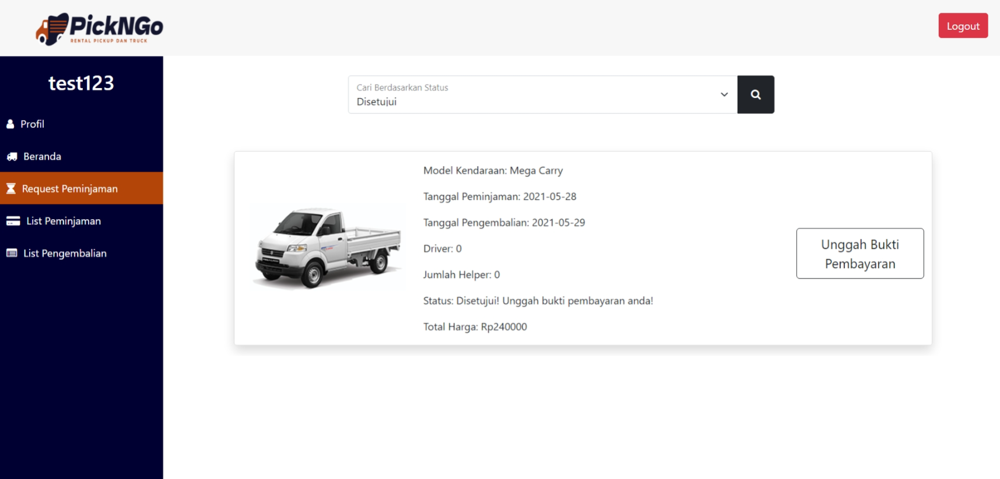 PickNGo
RENTAL PICKUP DAN TRUCK
Logout
test123
Profil
Beranda
Request Peminjaman
List Peminjaman
List Pengembalian
Cari Berdasarkan Status
Disetujui
Model Kendaraan: Mega Carry
Tanggal Peminjaman: 2021-05-28
Tanggal Pengembalian: 2021-05-29
Driver: 0
Jumlah Helper: 0
Status: Disetujui! Unggah bukti pembayaran anda!
Total Harga: Rp240000
Unggah Bukti
Pembayaran